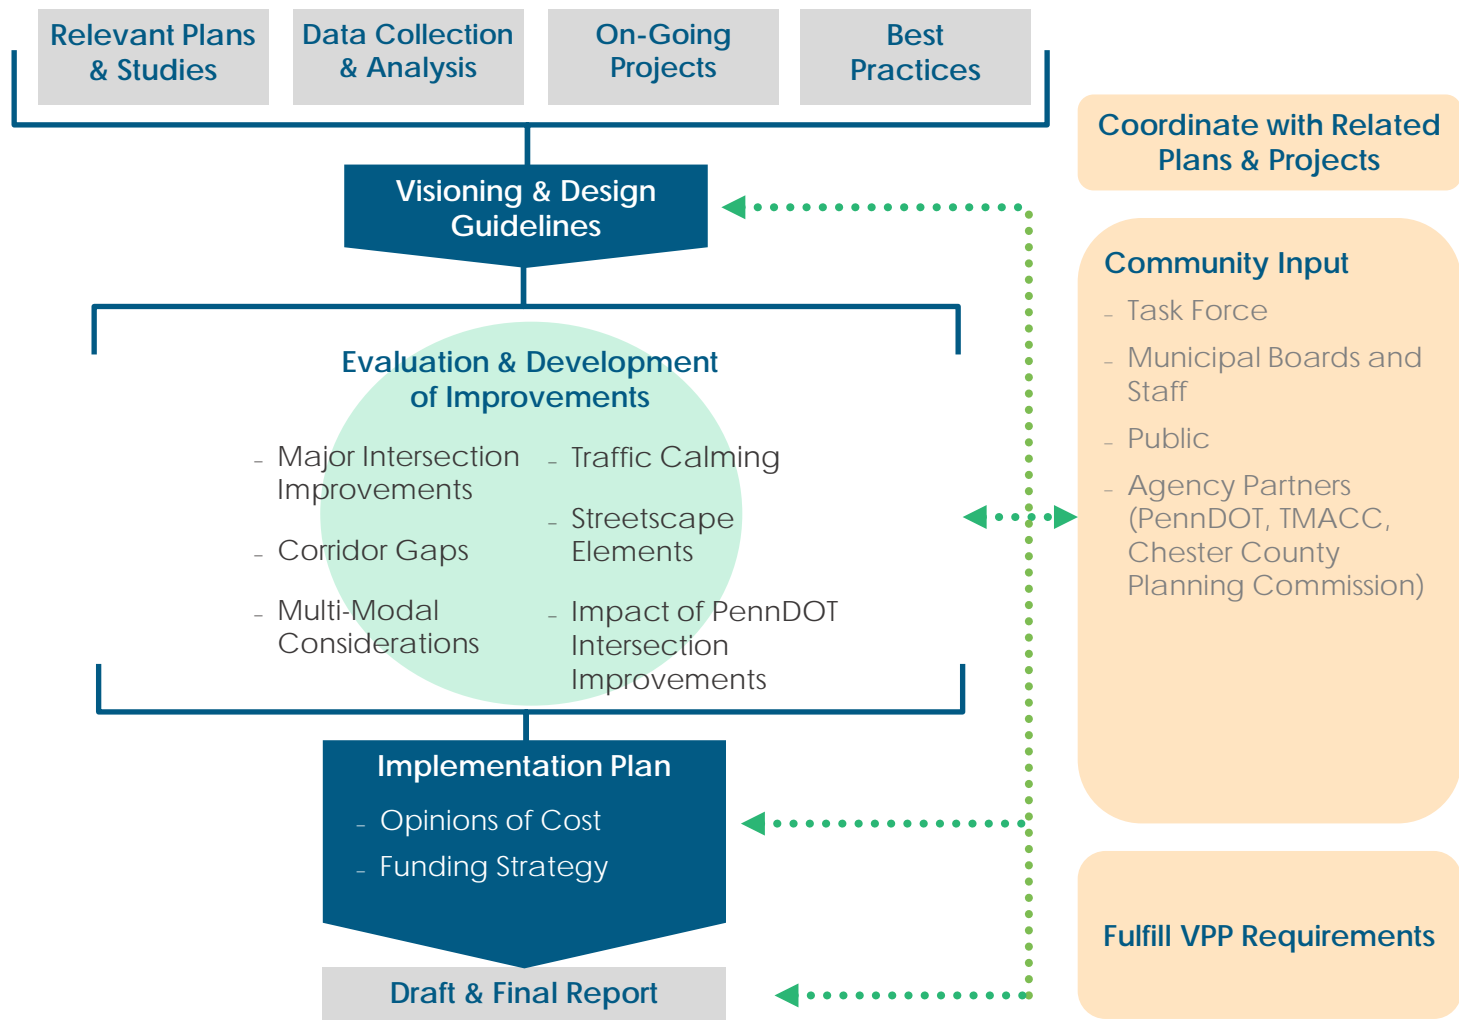 Relevant Plans
& Studies
Data Collection
& Analysis
On-Going
Projects
Best
Practices
Visioning & Design
Guidelines
Evaluation & Development
of Improvements
- Major Intersection
Improvements
- Corridor Gaps
- Multi-Modal
Considerations
- Traffic Calming
- Streetscape
Elements
- Impact of PennDOT
Intersection
Improvements
Implementation Plan
- Opinions of Cost
- Funding Strategy
Draft & Final Report
Coordinate with Related
Plans & Projects
Community Input
- Task Force
- Municipal Boards and
Staff
- Public
- Agency Partners
(PennDOT, TMACC,
Chester County
Planning Commission)
Fulfill VPP Requirements